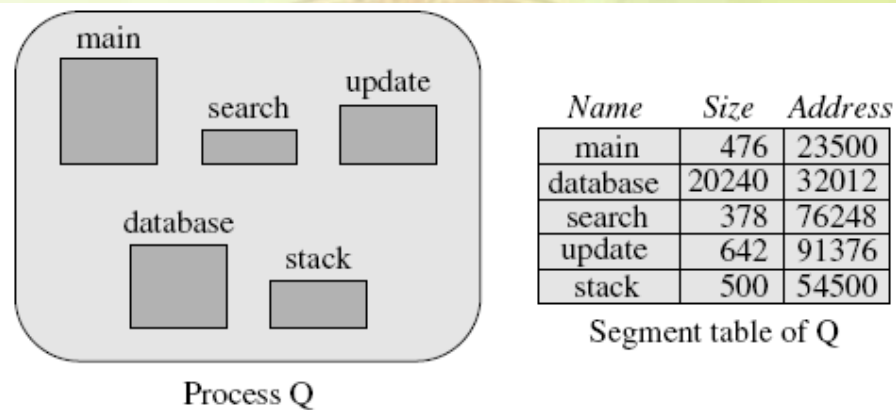 main
search
update
database
stack
Process Q
Name Size Address
main 476 23500
database 20240 32012
search 378 76248
update 642 91376
stack 500 54500
Segment table of Q